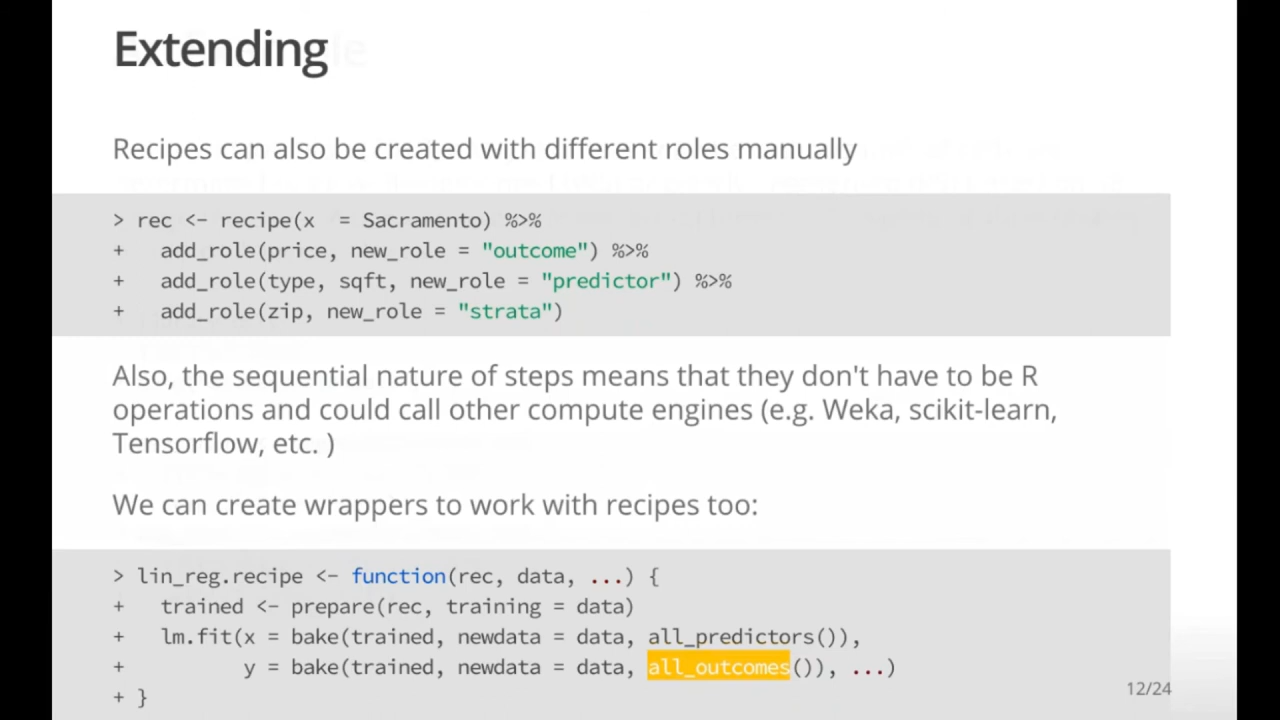 Extending
Recipes can also be created with different roles manually
> rec <- recipe(x  = Sacramento) %>%
+   add_role(price, new_role = "outcome") %>%
+   add_role(type, sqft, new_role = "predictor") %>%
+   add_role(zip, new_role = "strata")
Also, the sequential nature of steps means that they don't have to be R
operations and could call other compute engines (e.g. Weka, scikit-learn,
Tensorflow, etc. )
We can create wrappers to work with recipes too:
> lin_reg.recipe <- function(rec, data, ...) {
+   trained <- prepare(rec, training = data)
+   lm.fit(x = bake(trained, newdata = data, all_predictors()),
+          y = bake(trained, newdata = data, all_outcomes()), ...)
+ }
12/24